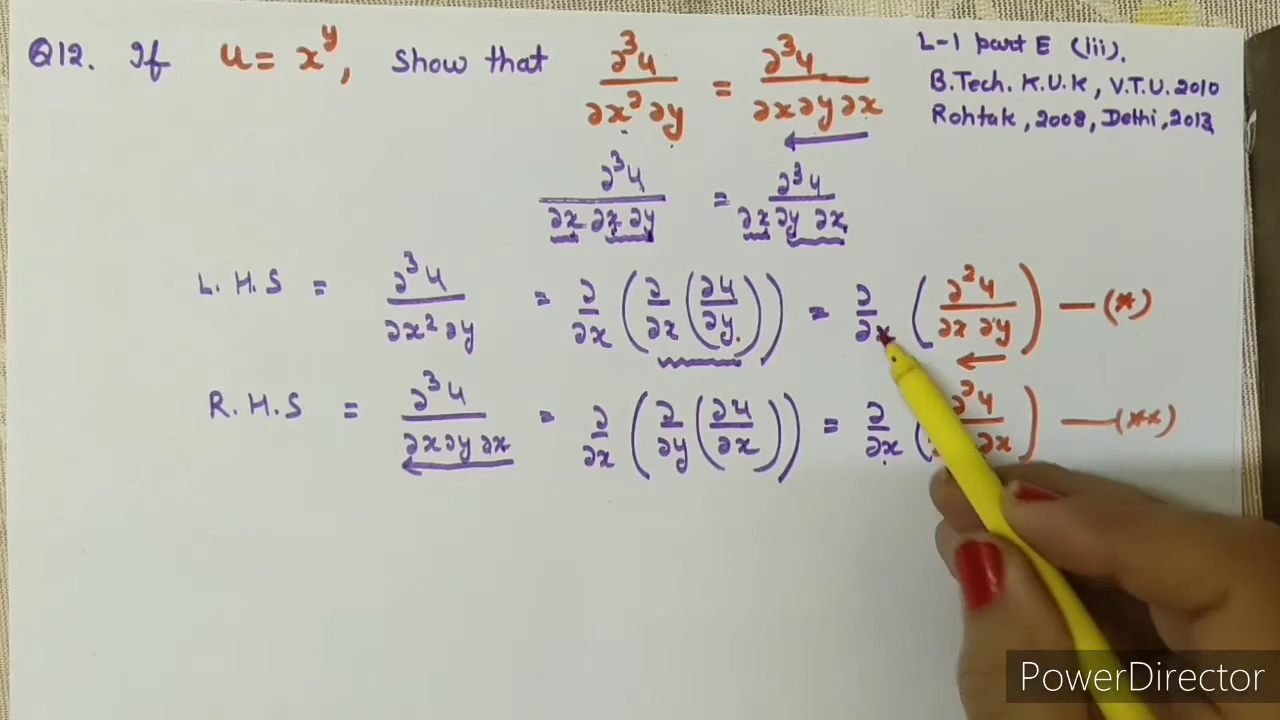 Q12. If u = x^y, show that ∂³u/∂x²∂y = ∂³u/∂x∂y∂x
L-1 part E (iii).
B.Tech. K.U.K, V.T.U. 2010
Rohtak, 2008, Delhi, 2013
∂³u/∂x ∂x ∂y = ∂³u/∂x ∂y ∂x
L.H.S = ∂³u/∂x²∂y = ∂/∂x (∂/∂x (∂u/∂y)) = ∂/∂x (∂²u/∂x ∂y) — (*)
R.H.S = ∂³u/∂x∂y∂x = ∂/∂x (∂/∂y (∂u/∂x)) = ∂/∂x (∂²u/ ∂x) — (**)
PowerDirector